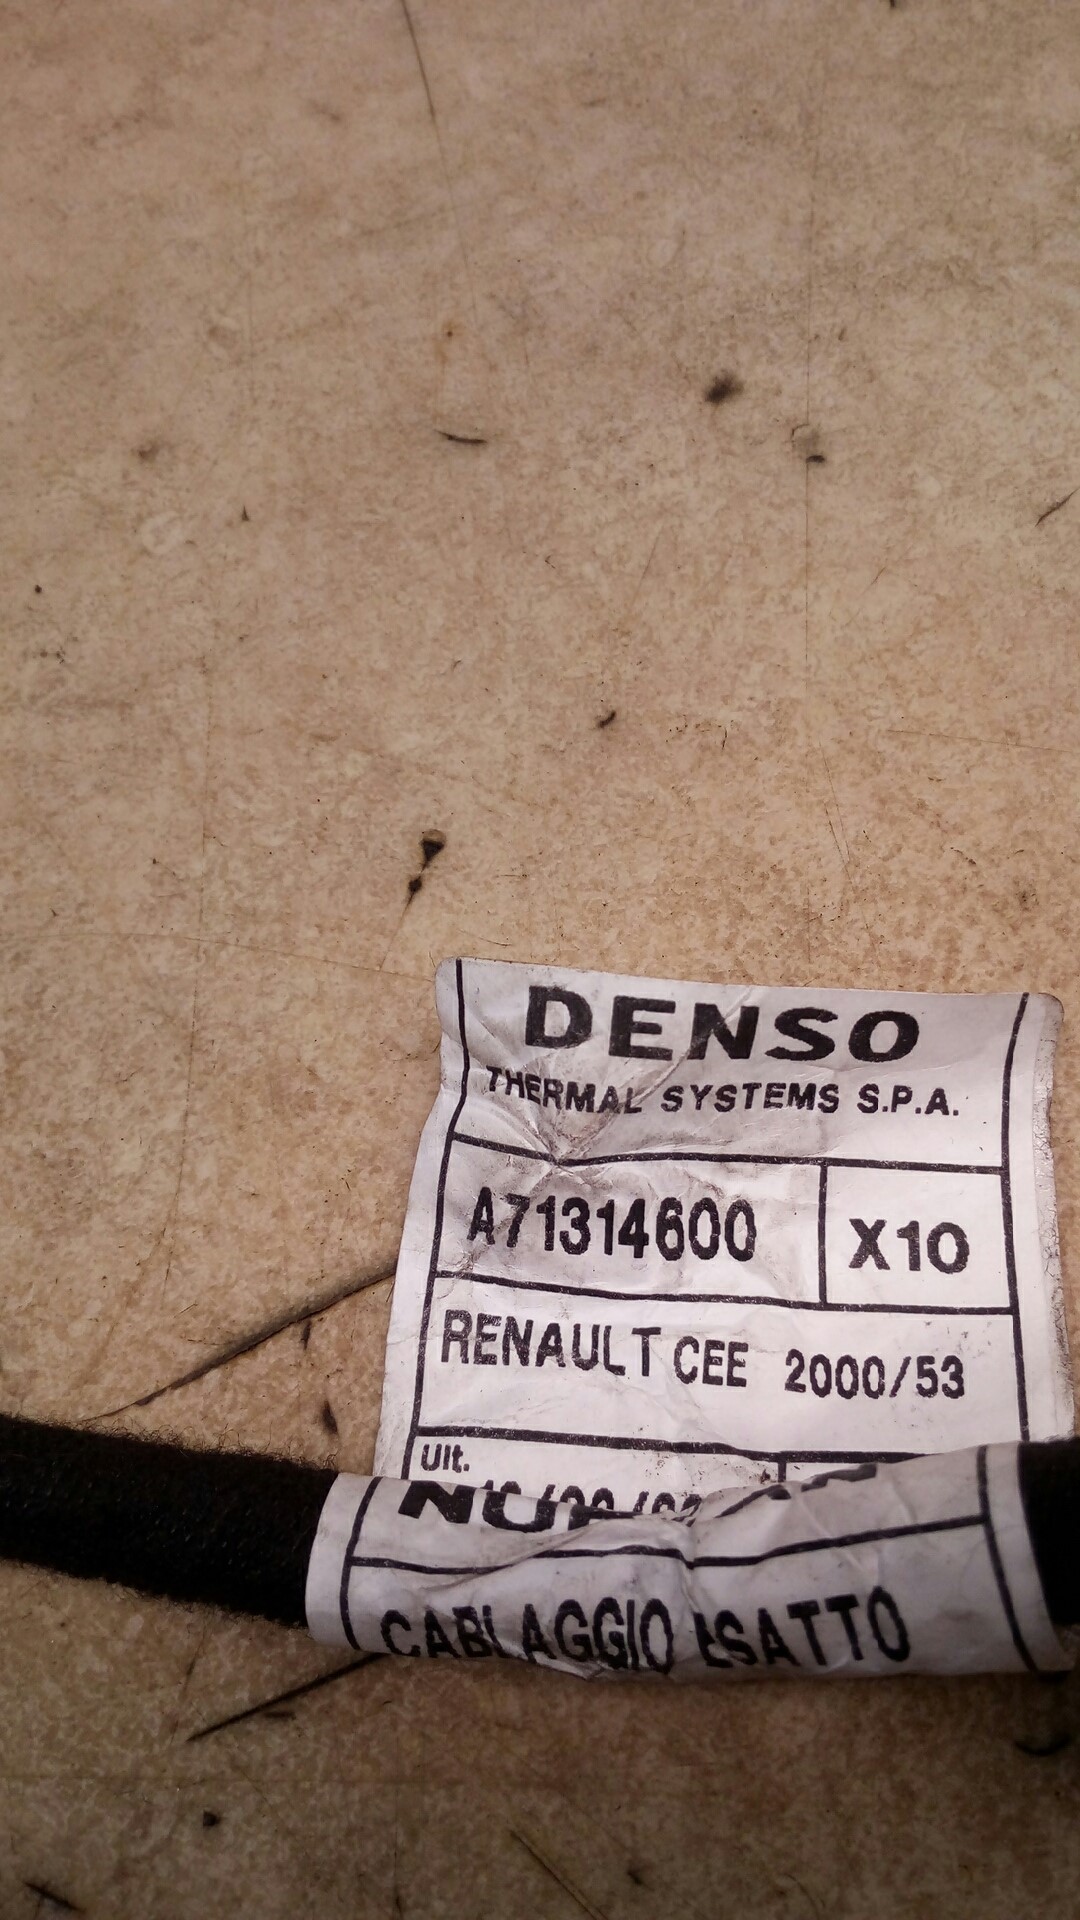 DENSO
THERMAL SYSTEMS S.P.A.
A71314600 X10
RENAULT CEE 2000/53
Ult.
CABLAGGIO ESATTO